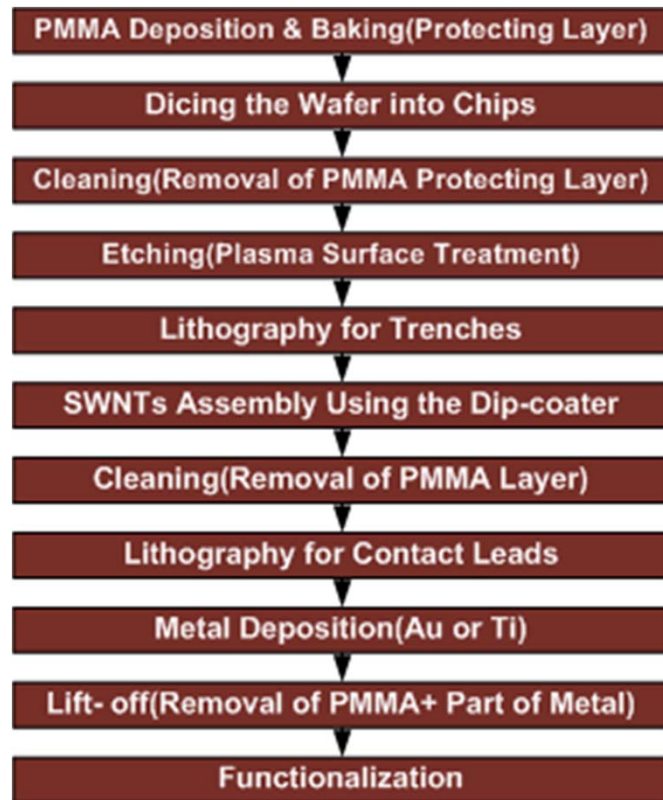 PMMA Deposition & Baking(Protecting Layer)
Dicing the Wafer into Chips
Cleaning(Removal of PMMA Protecting Layer)
Etching(Plasma Surface Treatment)
Lithography for Trenches
SWNTs Assembly Using the Dip-coater
Cleaning(Removal of PMMA Layer)
Lithography for Contact Leads
Metal Deposition(Au or Ti)
Lift- off(Removal of PMMA+ Part of Metal)
Functionalization